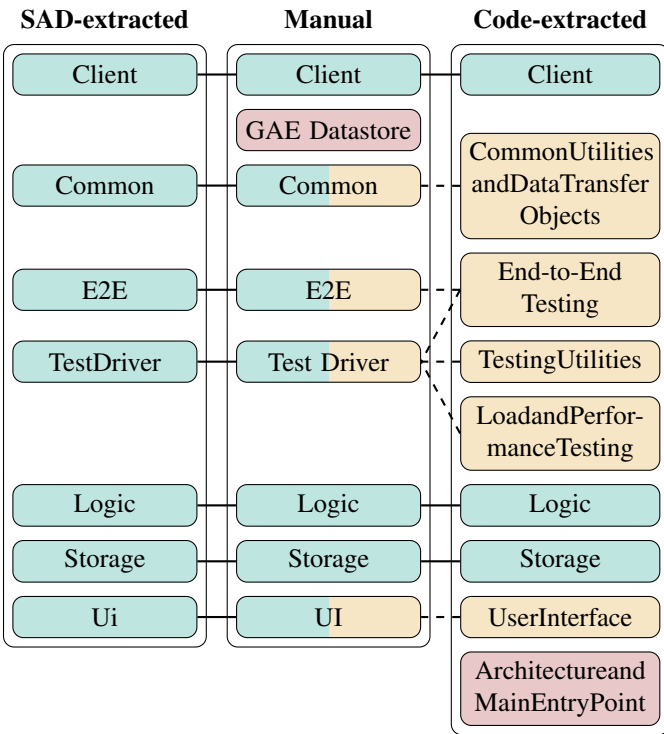 SAD-extracted Manual Code-extracted
Client Client Client
GAE Datastore
CommonUtilities
Common Common andDataTransfer
Objects
End-to-End
E2E E2E Testing
TestDriver Test Driver TestingUtilities
LoadandPerfor-
manceTesting
Logic Logic Logic
Storage Storage Storage
Ui UI UserInterface
Architectureand
MainEntryPoint